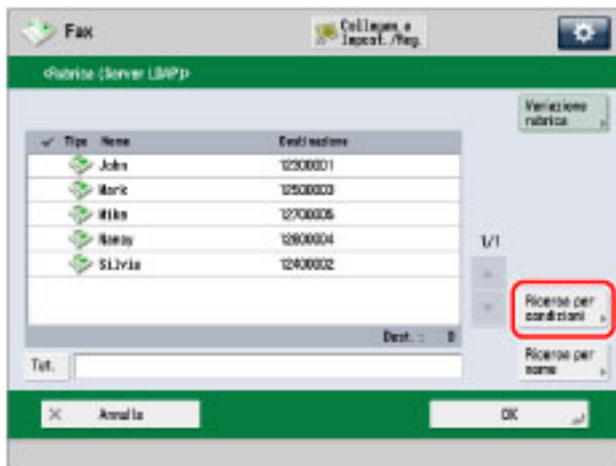 Fax
Collegam. a
Impost./Reg.
<Rubrica (Server LDAP)>
Variazione
rubrica
✓ Tipo Nome Destinazione
John 12300001
Mark 12500003
Mike 12700005
Nancy 12600004
Silvia 12400002
1/1
Ricerca per
condizioni
Dest. : 0
Ricerca per
nome
Tut.
× Annulla
OK